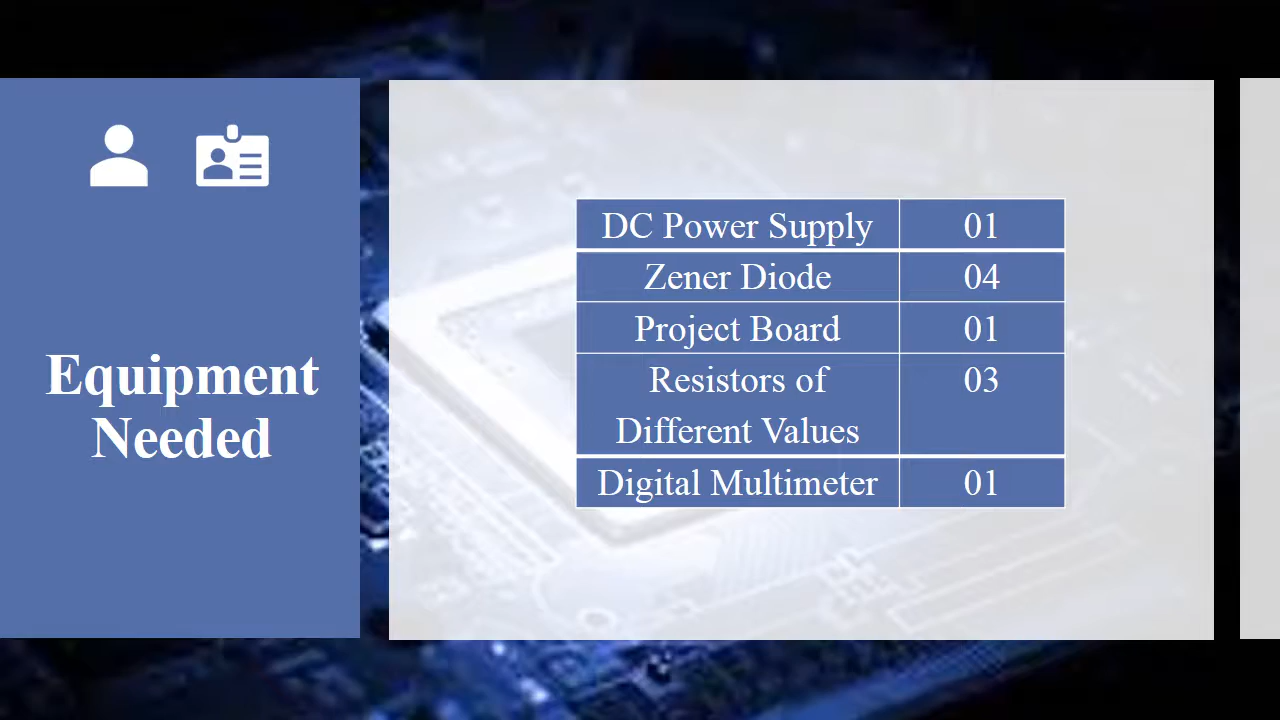 Equipment
Needed
DC Power Supply 01
Zener Diode 04
Project Board 01
Resistors of 03
Different Values
Digital Multimeter 01